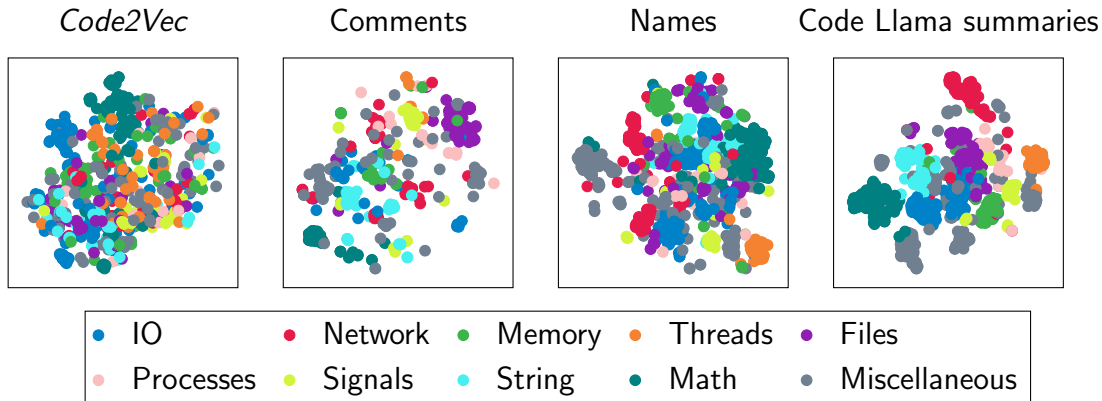 Code2Vec Comments Names Code Llama summaries
IO Network Memory Threads Files
Processes Signals String Math Miscellaneous